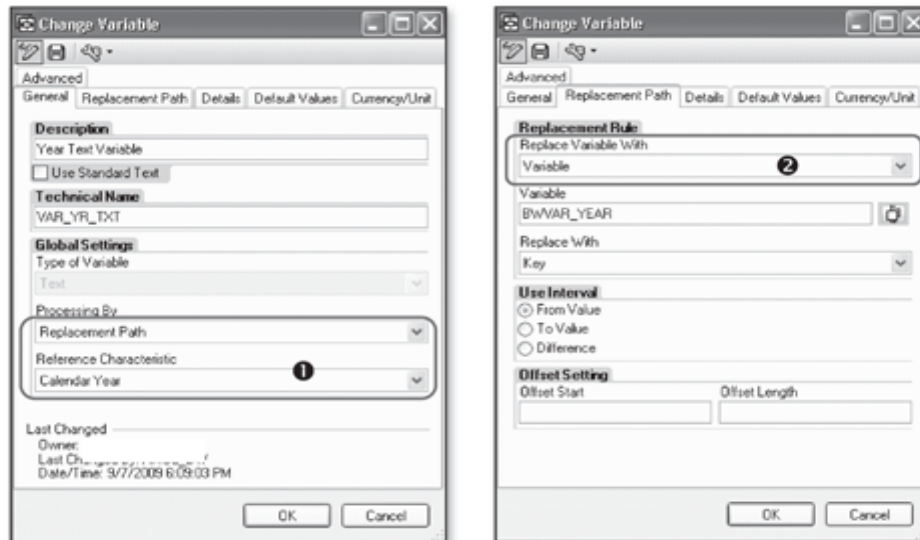 Change Variable
Advanced
General Replacement Path Details Default Values Currency/Unit
Description
Year Text Variable
Use Standard Text
Technical Name
VAR_YR_TXT
Global Settings
Type of Variable
Text
Processing By
Replacement Path
Reference Characteristic
Calendar Year
1
Last Changed
Owner:
Last
Date/Time: 9/7/2009 6:09:03 PM
OK Cancel
Change Variable
Advanced
General Replacement Path Details Default Values Currency/Unit
Replacement Rule
Replace Variable With
Variable
2
Variable
BWVAR_YEAR
Replace With
Key
Use Interval
From Value
To Value
Difference
Offset Setting
Offset Start Offset Length
OK Cancel